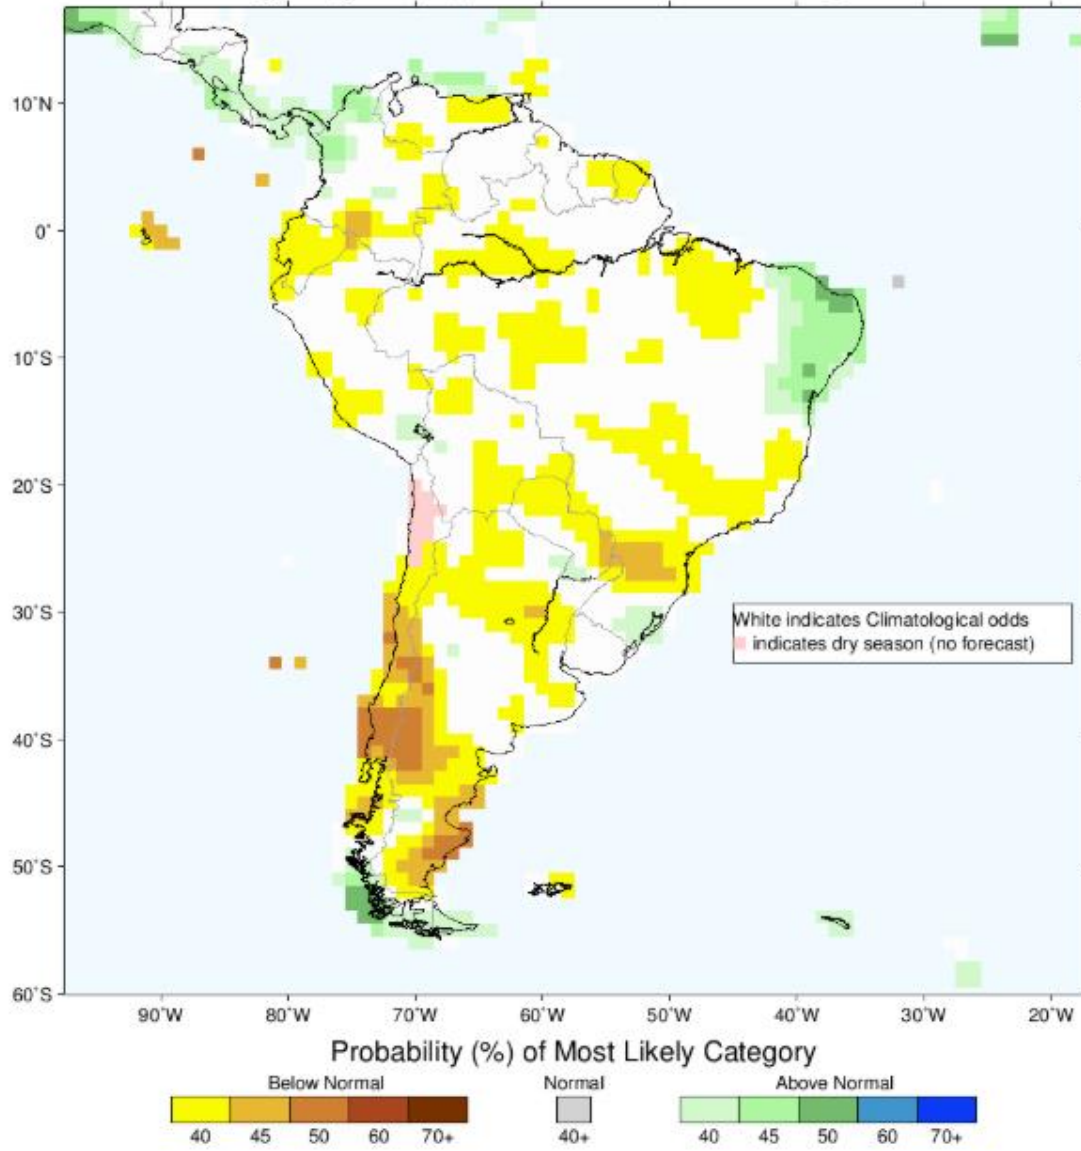 10°N
0°
10°S
20°S
30°S
40°S
50°S
60°S
White indicates Climatological odds
indicates dry season (no forecast)
90°W 80°W 70°W 60°W 50°W 40°W 30°W 20°W
Probability (%) of Most Likely Category
Below Normal Normal Above Normal
40 45 50 60 70+ 40+ 40 45 50 60 70+